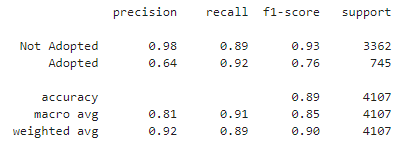 precision recall f1-score support
Not Adopted 0.98 0.89 0.93 3362
Adopted 0.64 0.92 0.76 745
accuracy 0.89 4107
macro avg 0.81 0.91 0.85 4107
weighted avg 0.92 0.89 0.90 4107